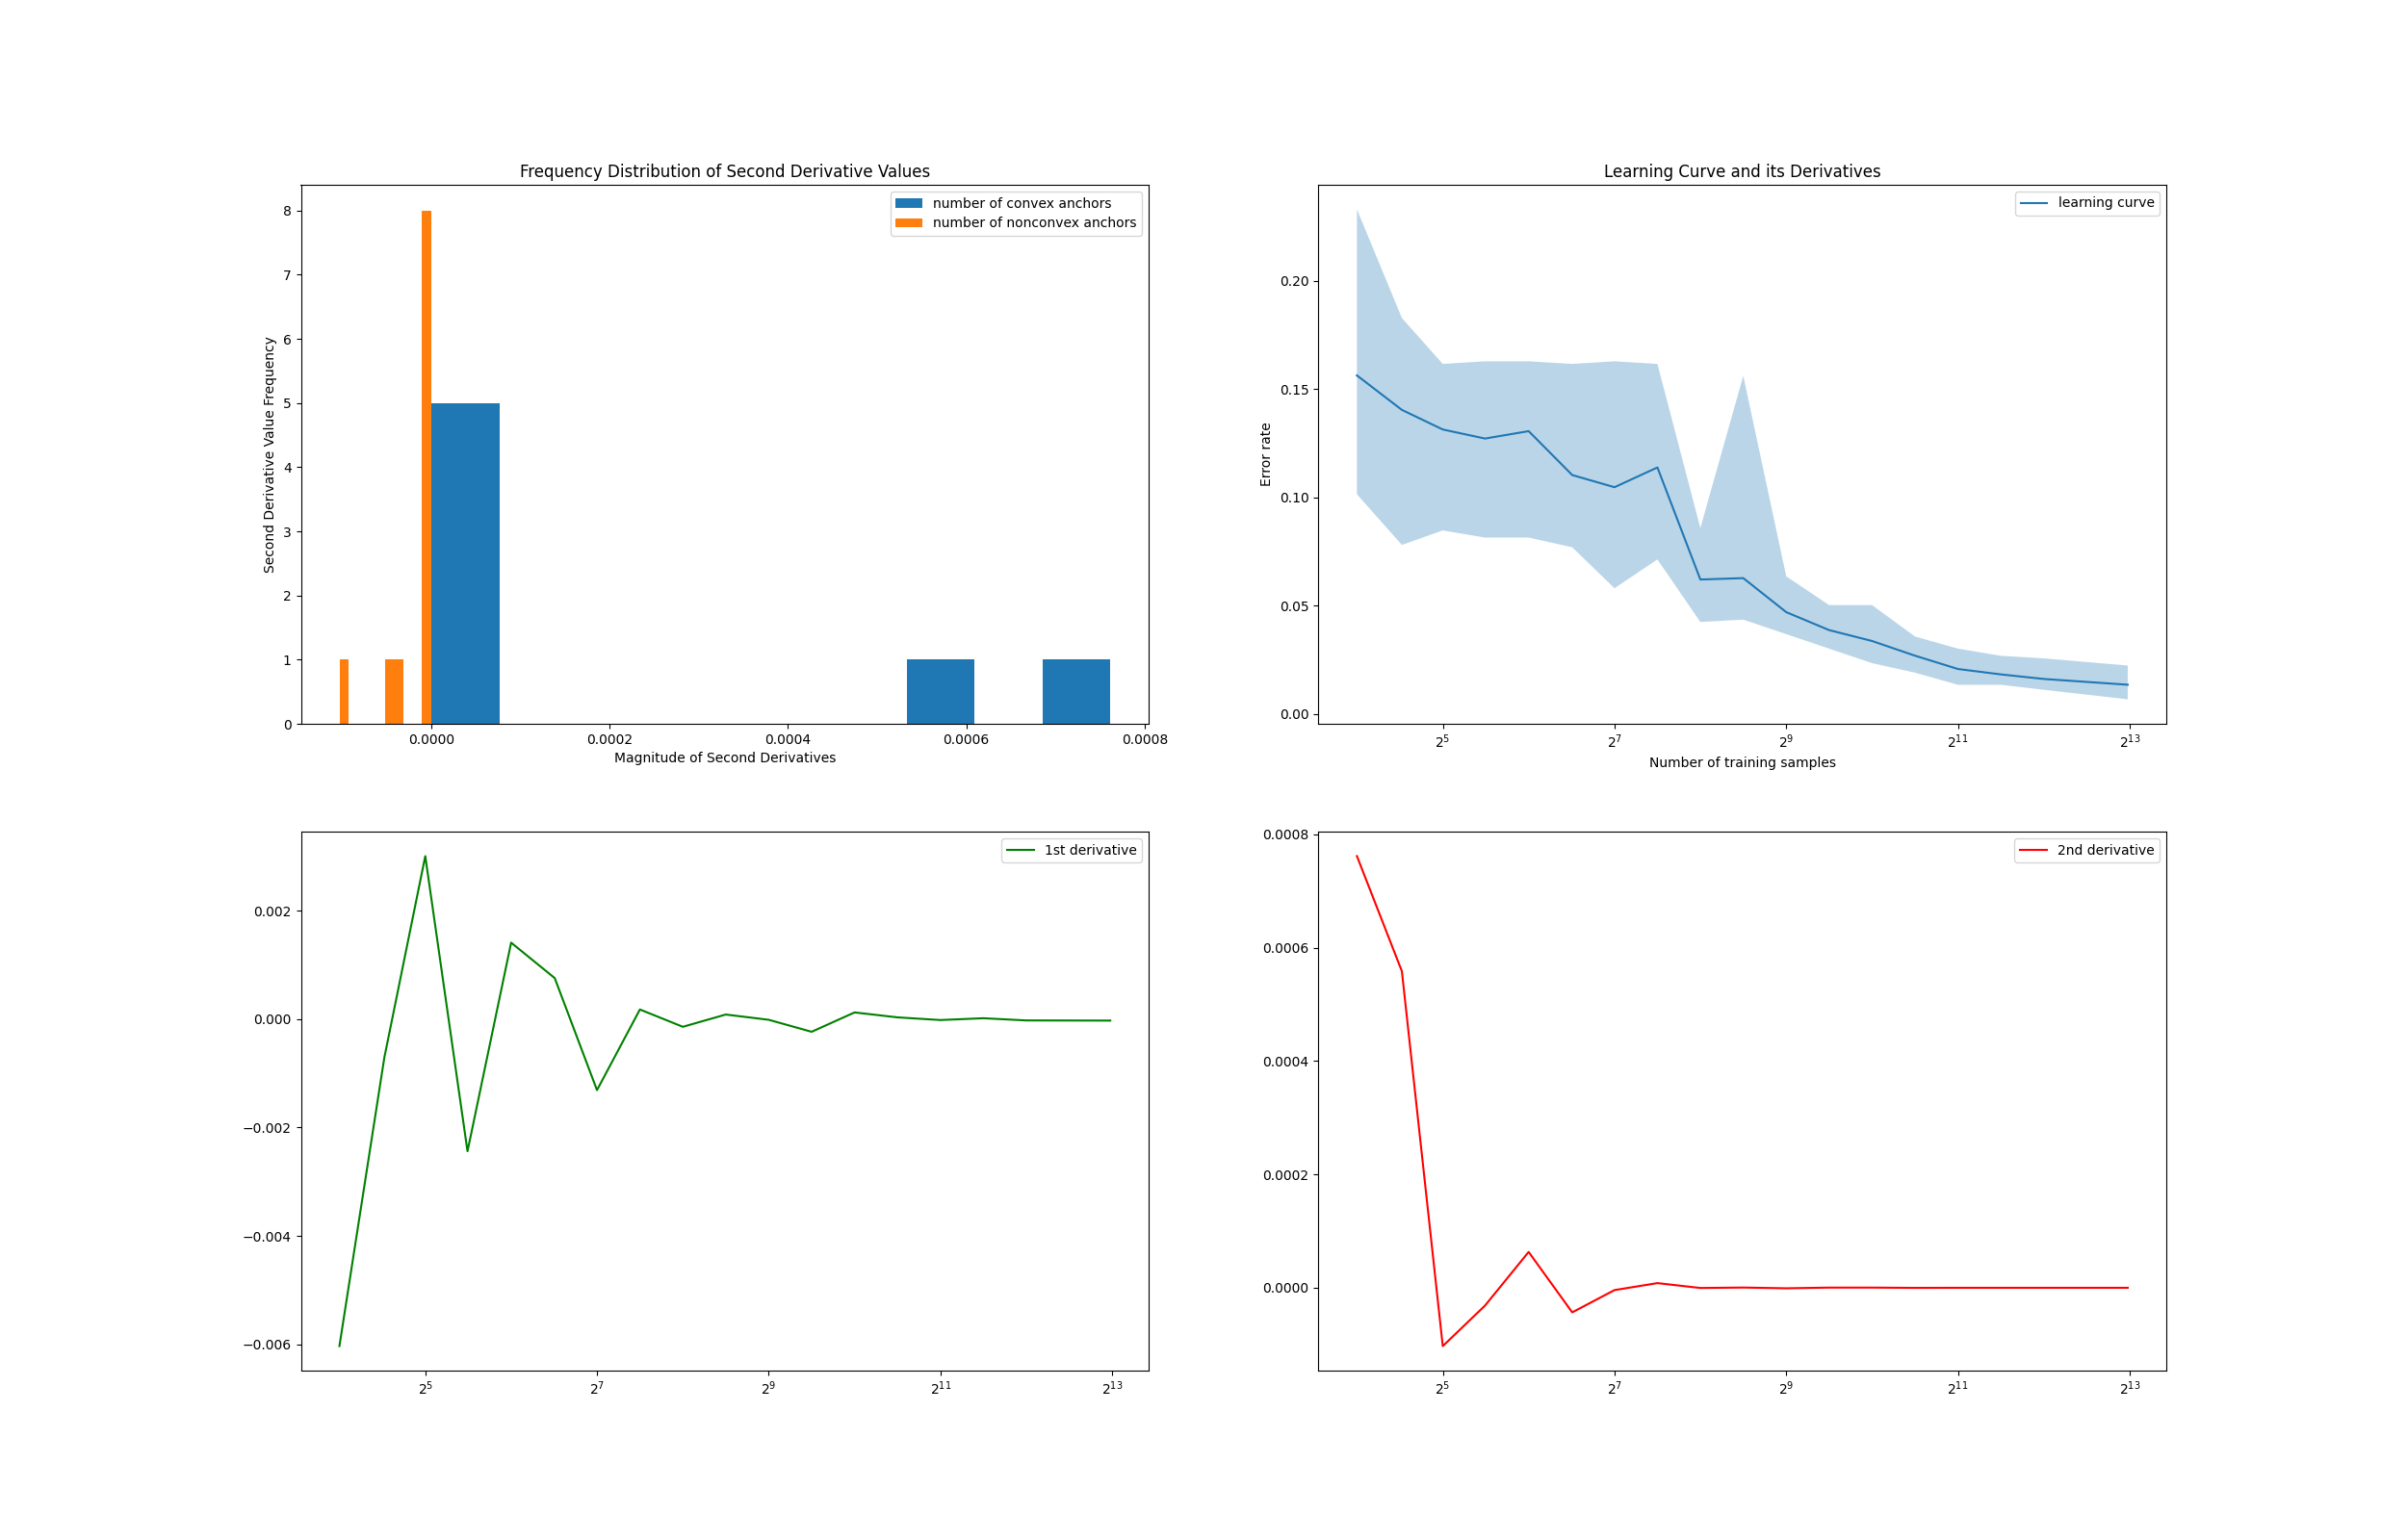 Frequency Distribution of Second Derivative Values
number of convex anchors
number of nonconvex anchors
Second Derivative Value Frequency
8
7
6
5
4
3
2
1
0
0.0000 0.0002 0.0004 0.0006 0.0008
Magnitude of Second Derivatives
Learning Curve and its Derivatives
learning curve
Error rate
0.20
0.15
0.10
0.05
0.00
2^5 2^7 2^9 2^11 2^13
Number of training samples
1st derivative
0.002
0.000
−0.002
−0.004
−0.006
2^5 2^7 2^9 2^11 2^13
2nd derivative
0.0008
0.0006
0.0004
0.0002
0.0000
2^5 2^7 2^9 2^11 2^13